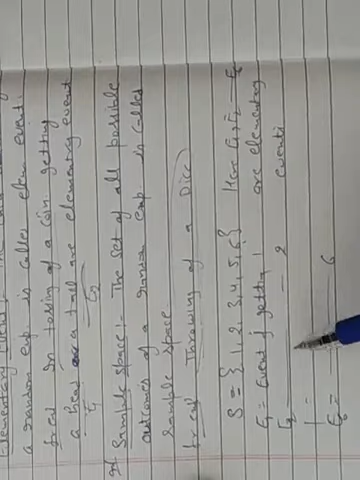 Elementary Event:- The
a random exp is called elem event.
for eg In tossing of a coin getting
a head or a tail are elementary event
E1 E2
Sample space:- The set of all possible
outcomes of a random exp is called
sample space.
for eg Throwing of a Dice
S = {1, 2, 3, 4, 5, 6} Here E1, E2 — E6
E1 = Event of getting 1 are elementary
E2 — 2 events
E6 = 6